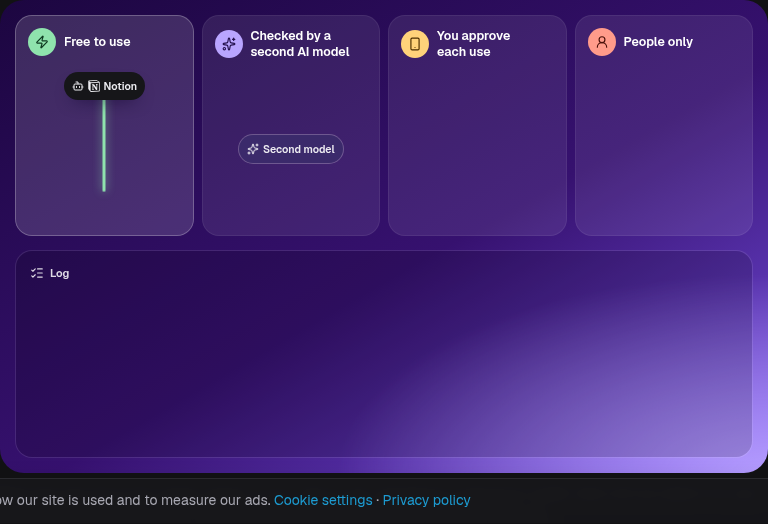 Free to use
Checked by a
second AI model
You approve
each use
People only
Notion
Second model
Log
our site is used and to measure our ads. Cookie settings · Privacy policy